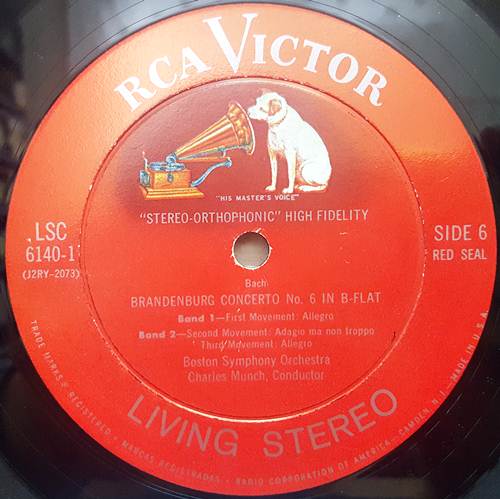 RCA VICTOR
"HIS MASTER'S VOICE"
"STEREO-ORTHOPHONIC" HIGH FIDELITY
LSC
6140-1
(J2RY-2073)
SIDE 6
RED SEAL
Bach
BRANDENBURG CONCERTO No. 6 IN B-FLAT
Band 1—First Movement: Allegro
Band 2—Second Movement: Adagio ma non troppo
Third Movement: Allegro
Boston Symphony Orchestra
Charles Munch, Conductor
LIVING STEREO
TRADE MARKS ® REGISTERED • MARCAS REGISTRADAS • RADIO CORPORATION OF AMERICA—CAMDEN, N.J.—MADE IN U.S.A.